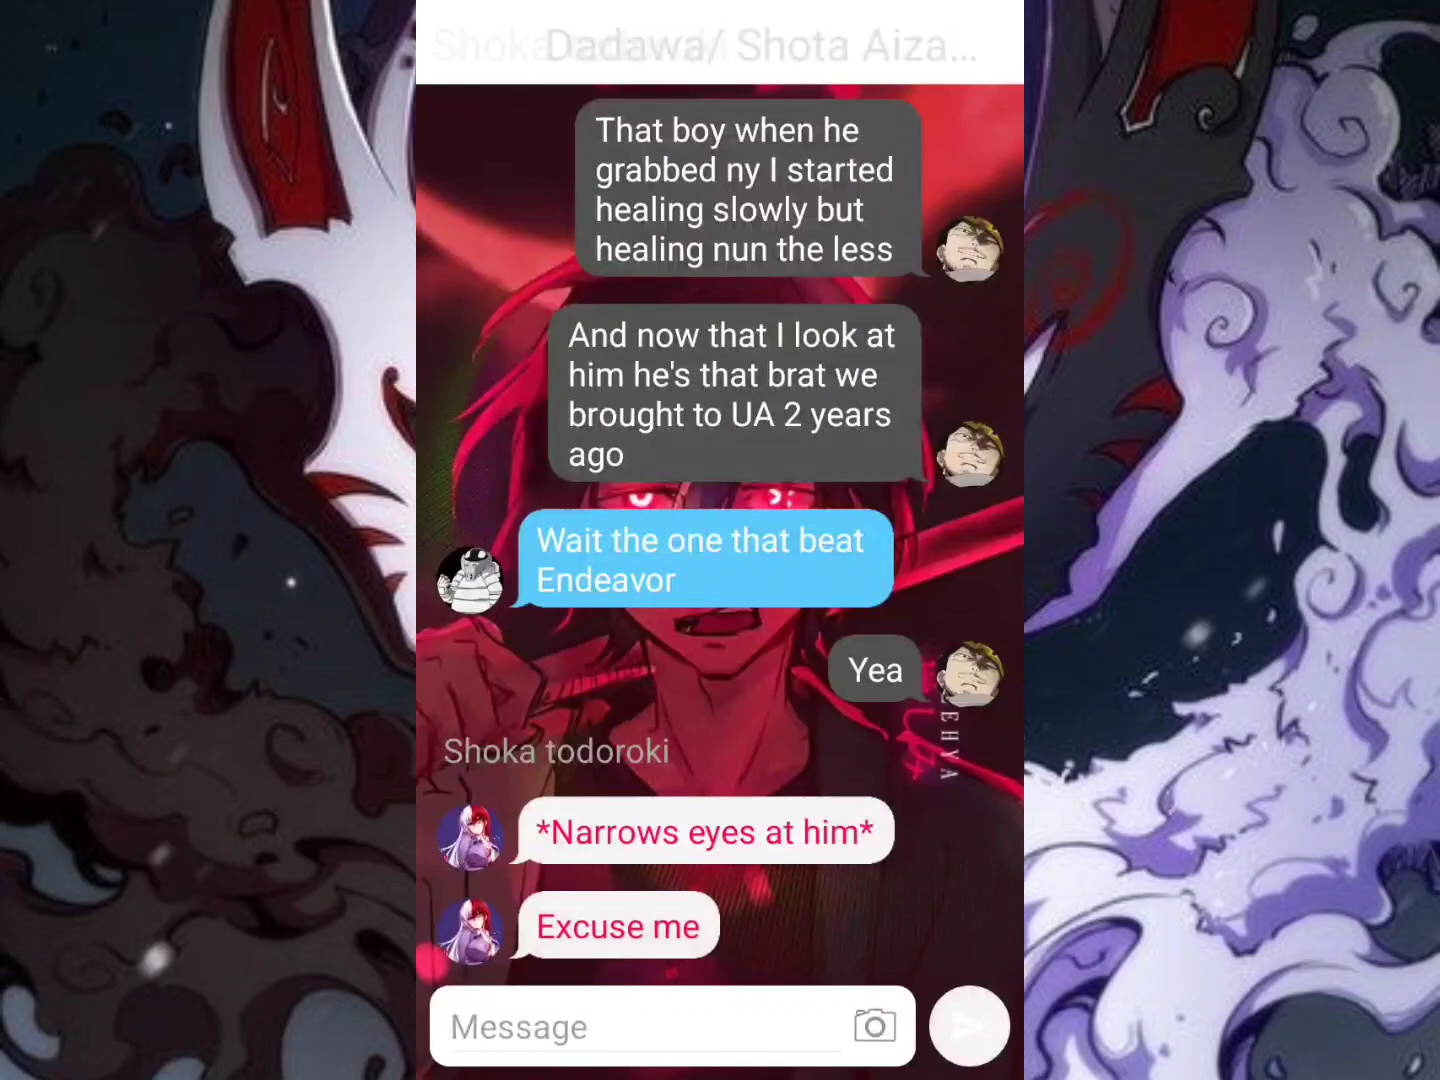 Dadawa/ Shota Aiza...
That boy when he
grabbed ny I started
healing slowly but
healing nun the less
And now that I look at
him he's that brat we
brought to UA 2 years
ago
Wait the one that beat
Endeavor
Yea
EHYA
Shoka todoroki
*Narrows eyes at him*
Excuse me
Message